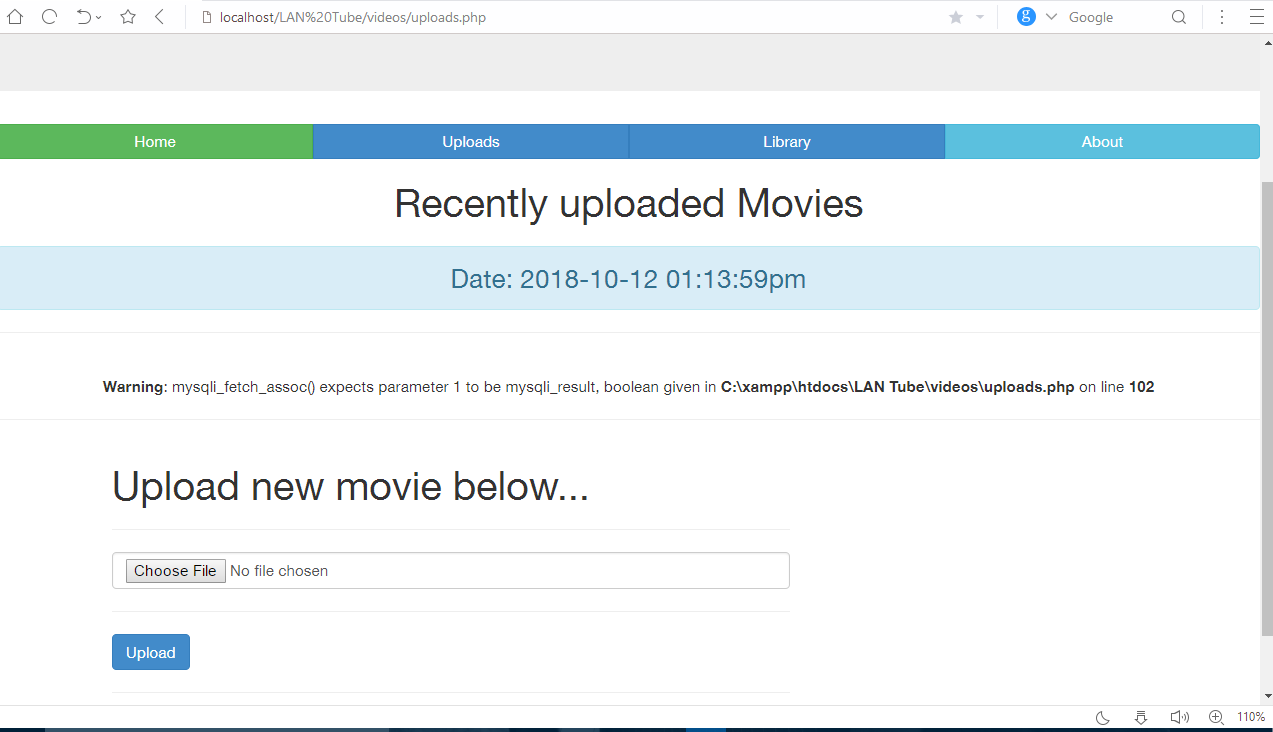 localhost/LAN%20Tube/videos/uploads.php
g Google
Home Uploads Library About
Recently uploaded Movies
Date: 2018-10-12 01:13:59pm
Warning: mysqli_fetch_assoc() expects parameter 1 to be mysqli_result, boolean given in C:\xampp\htdocs\LAN Tube\videos\uploads.php on line 102
Upload new movie below...
Choose File No file chosen
Upload
110%